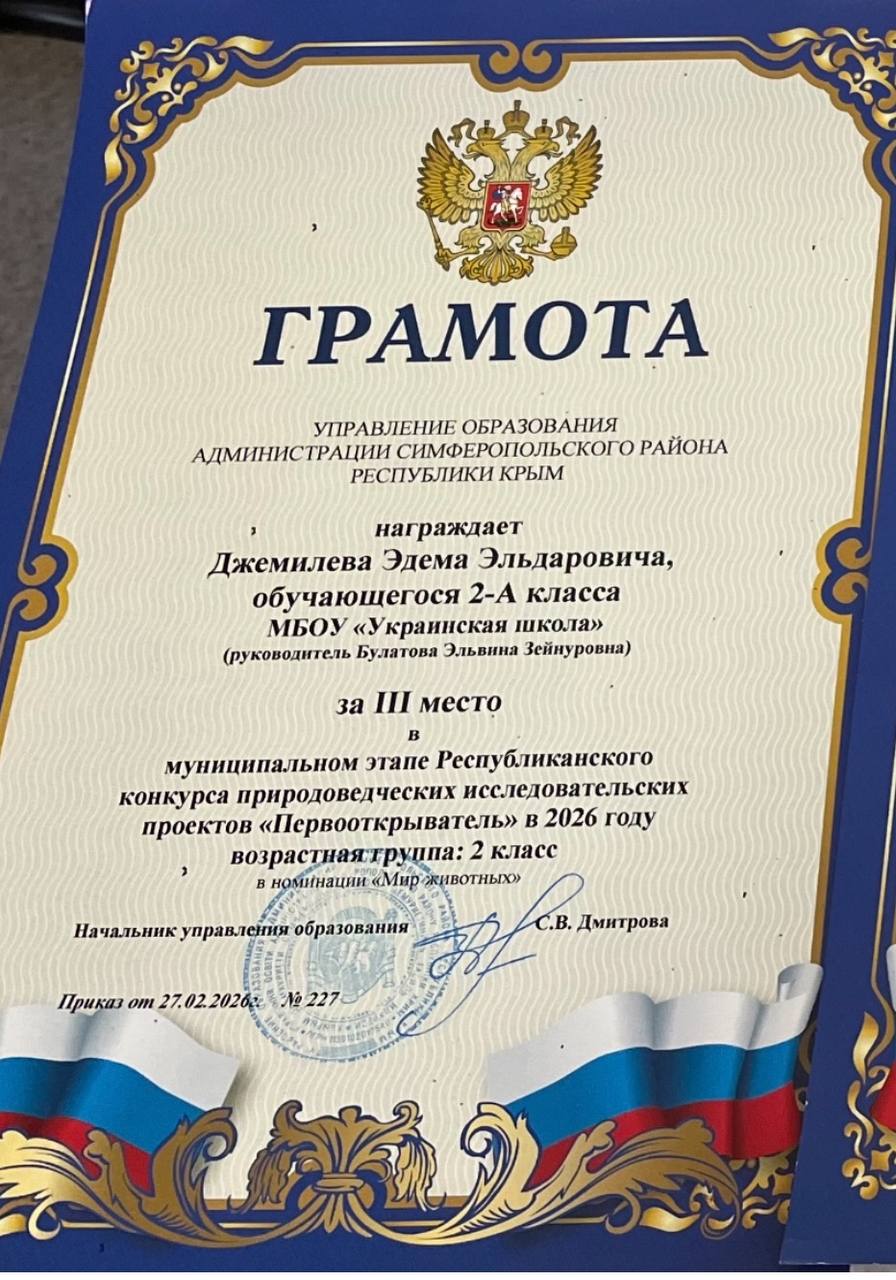 ГРАМОТА
УПРАВЛЕНИЕ ОБРАЗОВАНИЯ
АДМИНИСТРАЦИИ СИМФЕРОПОЛЬСКОГО РАЙОНА
РЕСПУБЛИКИ КРЫМ
награждает
Джемилева Эдема Эльдаровича,
обучающегося 2-А класса
МБОУ «Украинская школа»
(руководитель Булатова Эльвина Зейнуровна)
за III место
в
муниципальном этапе Республиканского
конкурса природоведческих исследовательских
проектов «Первооткрыватель» в 2026 году
возрастная группа: 2 класс
в номинации «Мир животных»
Начальник управления образования С.В. Дмитрова
Приказ от 27.02.2026г. № 227